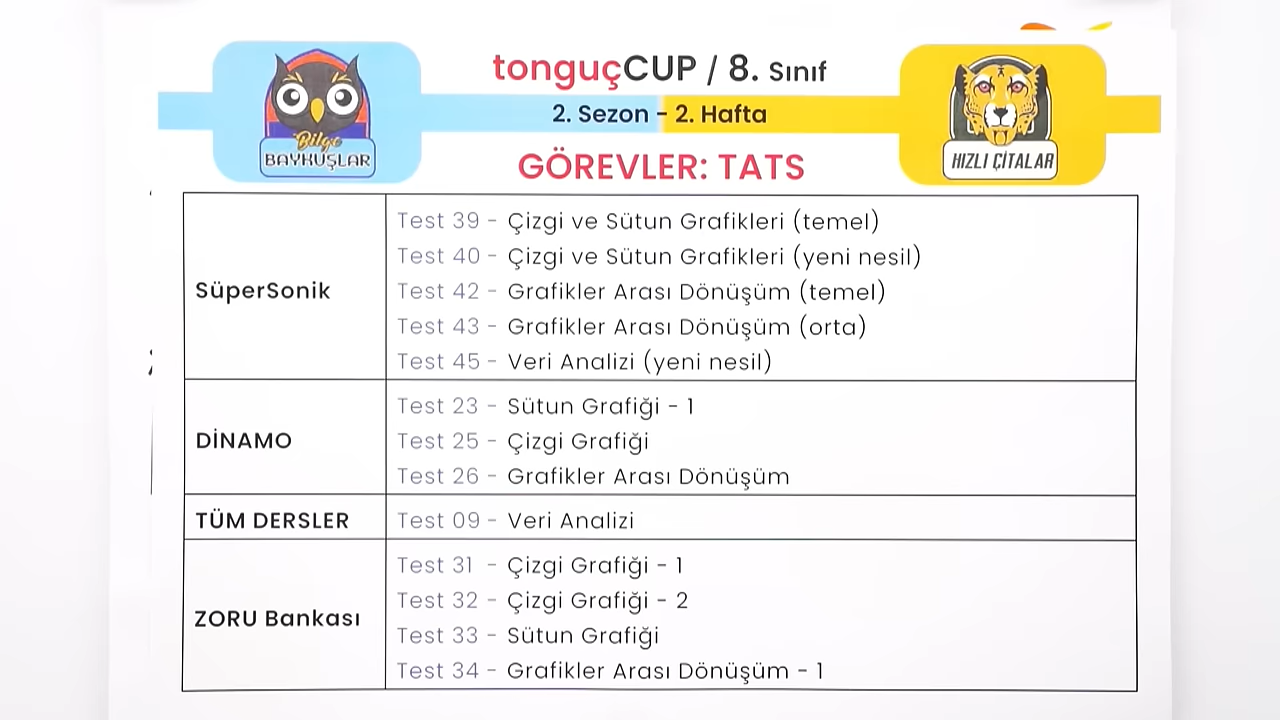 tonguçCUP / 8. Sınıf
2. Sezon - 2. Hafta
Bilge
BAYKUŞLAR
HIZLI ÇİTALAR
GÖREVLER: TATS
SüperSonik
Test 39 - Çizgi ve Sütun Grafikleri (temel)
Test 40 - Çizgi ve Sütun Grafikleri (yeni nesil)
Test 42 - Grafikler Arası Dönüşüm (temel)
Test 43 - Grafikler Arası Dönüşüm (orta)
Test 45 - Veri Analizi (yeni nesil)
DİNAMO
Test 23 - Sütun Grafiği - 1
Test 25 - Çizgi Grafiği
Test 26 - Grafikler Arası Dönüşüm
TÜM DERSLER
Test 09 - Veri Analizi
ZORU Bankası
Test 31 - Çizgi Grafiği - 1
Test 32 - Çizgi Grafiği - 2
Test 33 - Sütun Grafiği
Test 34 - Grafikler Arası Dönüşüm - 1